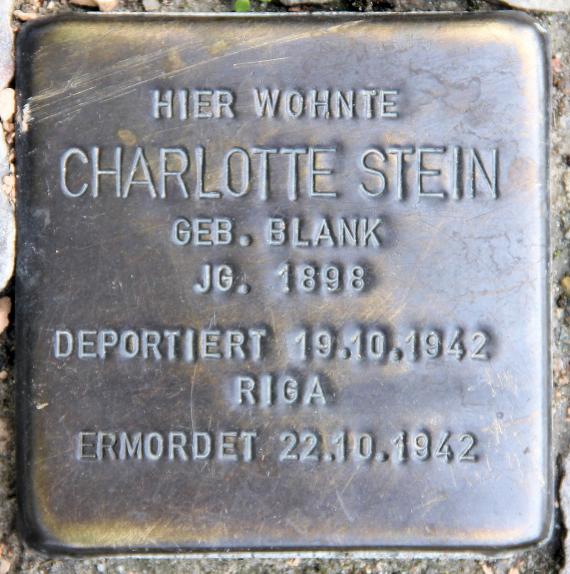 HIER WOHNTE
CHARLOTTE STEIN
GEB. BLANK
JG. 1898
DEPORTIERT 19.10.1942
RIGA
ERMORDET 22.10.1942